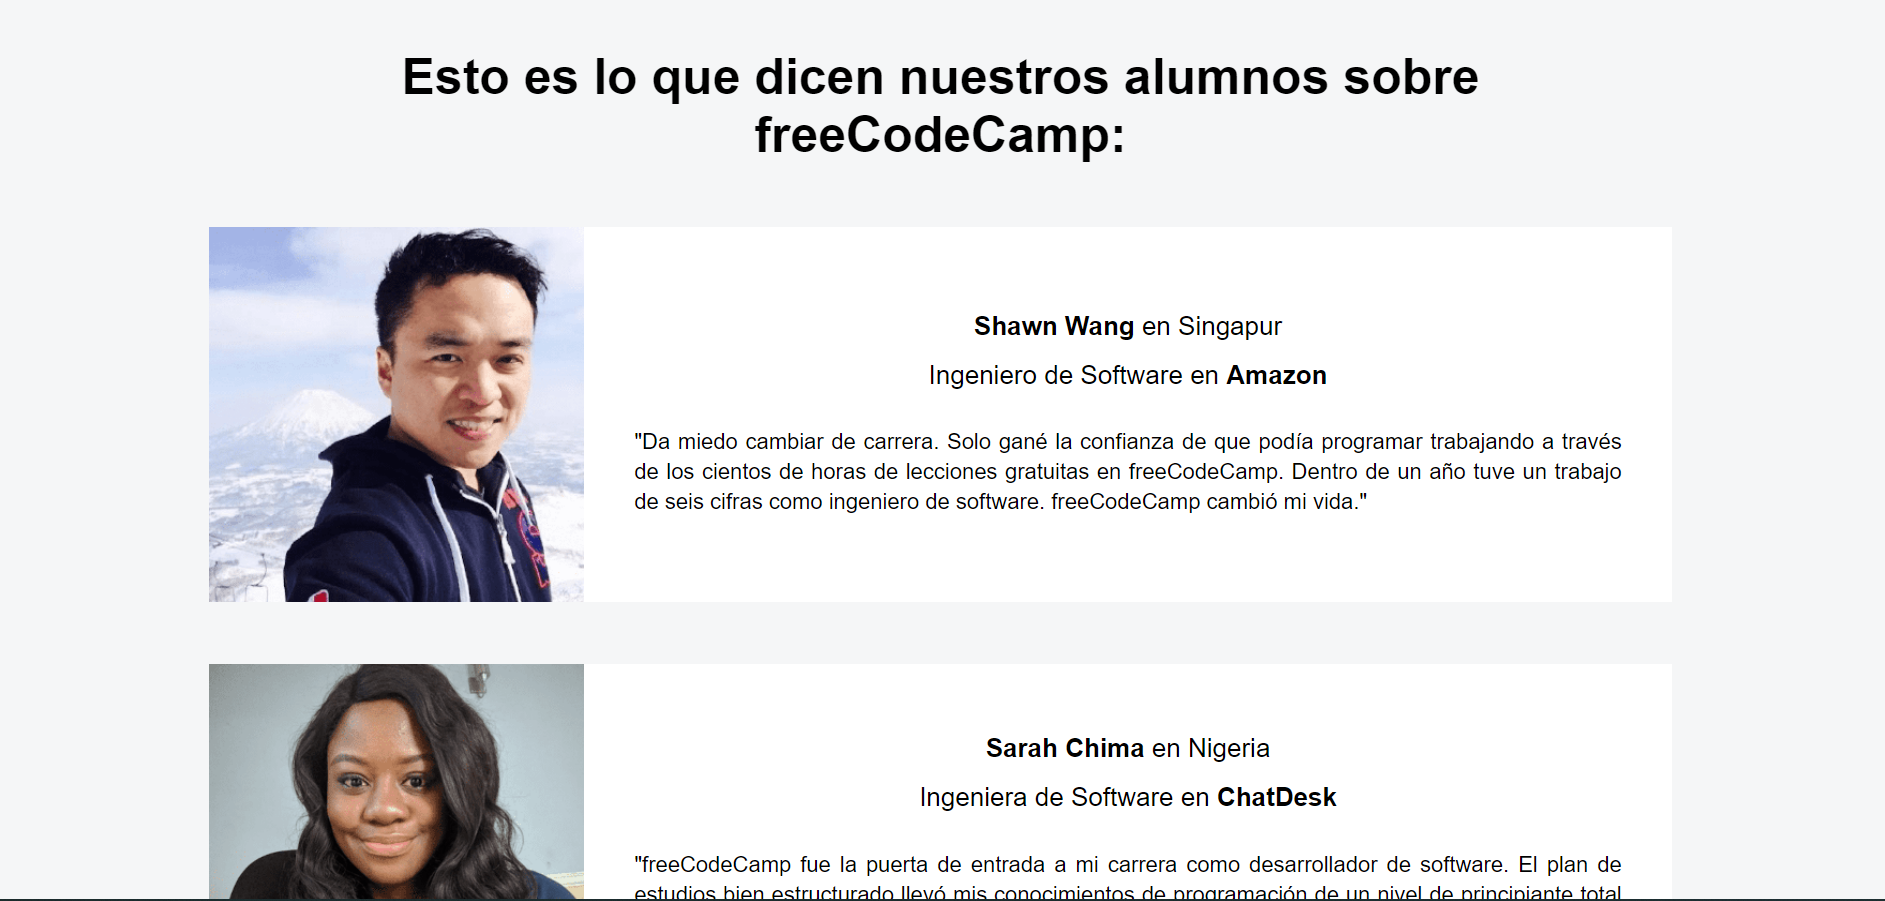 Esto es lo que dicen nuestros alumnos sobre
freeCodeCamp:
Shawn Wang en Singapur
Ingeniero de Software en Amazon
"Da miedo cambiar de carrera. Solo gané la confianza de que podía programar trabajando a través
de los cientos de horas de lecciones gratuitas en freeCodeCamp. Dentro de un año tuve un trabajo
de seis cifras como ingeniero de software. freeCodeCamp cambió mi vida."
Sarah Chima en Nigeria
Ingeniera de Software en ChatDesk
"freeCodeCamp fue la puerta de entrada a mi carrera como desarrollador de software. El plan de
estudios bien estructurado llevó mis conocimientos de programación de un nivel de principiante total